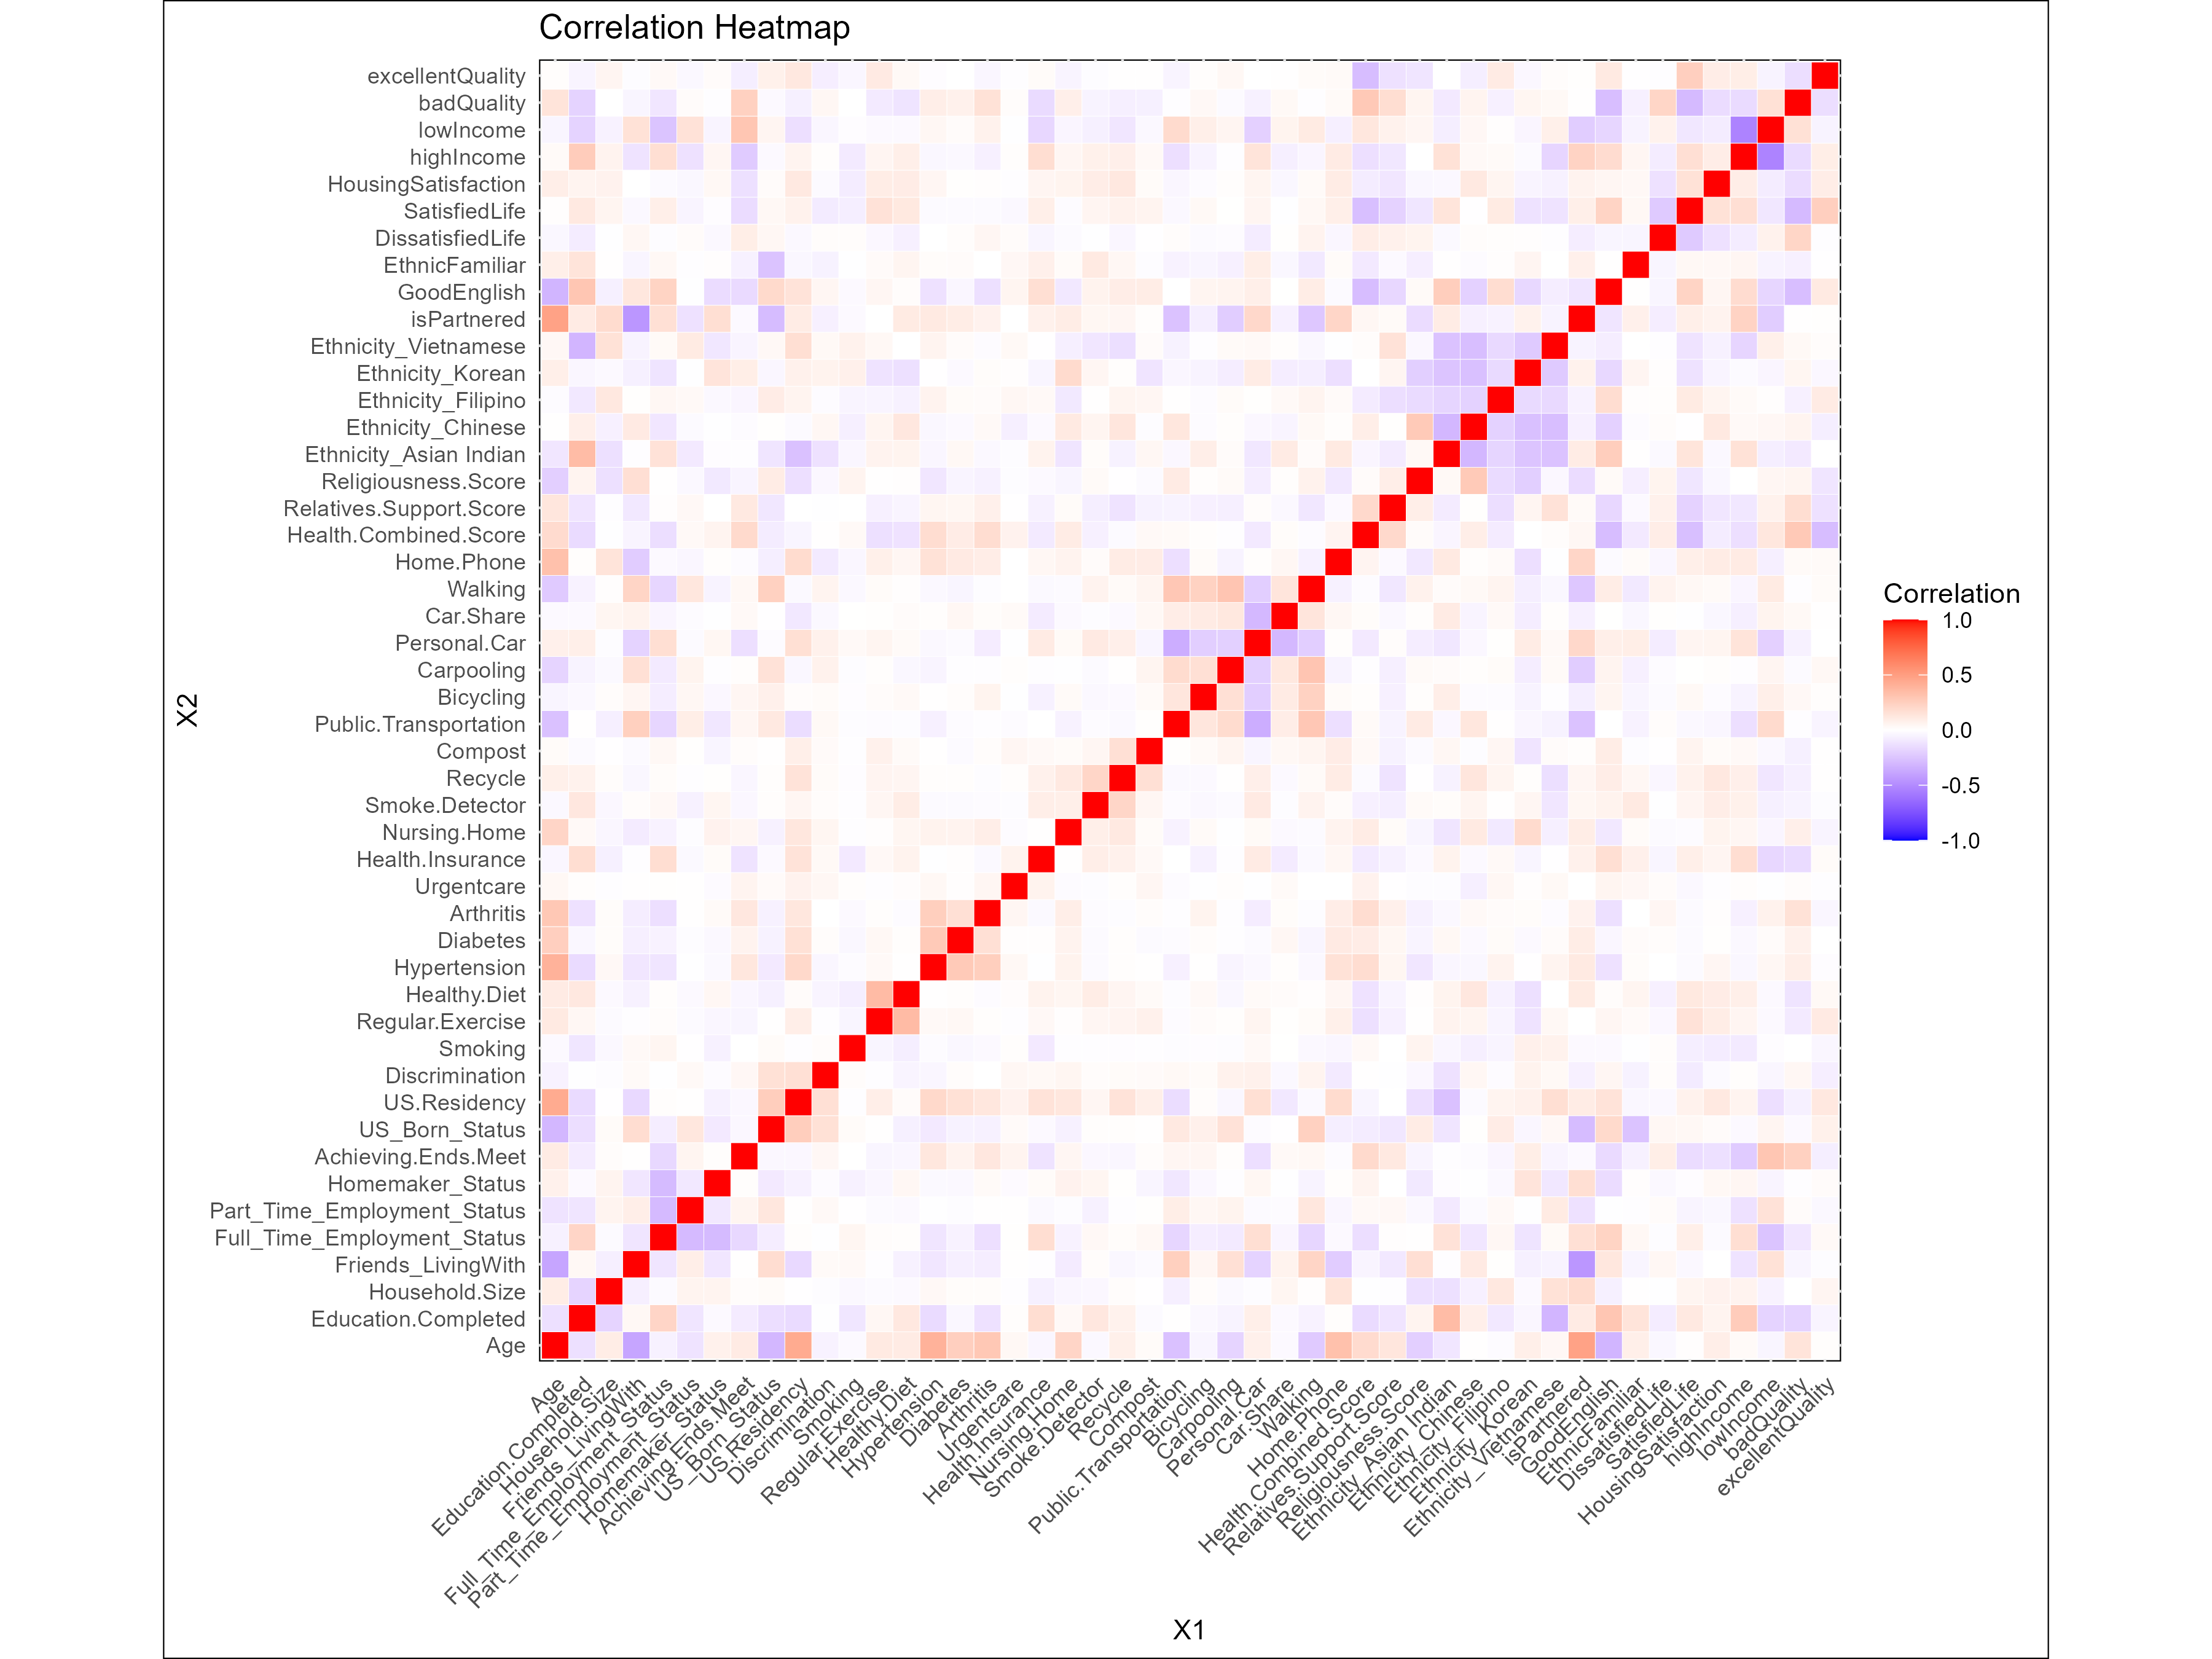 Correlation Heatmap
excellentQuality
badQuality
lowIncome
highIncome
HousingSatisfaction
SatisfiedLife
DissatisfiedLife
EthnicFamiliar
GoodEnglish
isPartnered
Ethnicity_Vietnamese
Ethnicity_Korean
Ethnicity_Filipino
Ethnicity_Chinese
Ethnicity_Asian Indian
Religiousness.Score
Relatives.Support.Score
Health.Combined.Score
Home.Phone
Walking
Car.Share
Personal.Car
Carpooling
Bicycling
Public.Transportation
Compost
Recycle
Smoke.Detector
Nursing.Home
Health.Insurance
Urgentcare
Arthritis
Diabetes
Hypertension
Healthy.Diet
Regular.Exercise
Smoking
Discrimination
US.Residency
US_Born_Status
Achieving.Ends.Meet
Homemaker_Status
Part_Time_Employment_Status
Full_Time_Employment_Status
Friends_LivingWith
Household.Size
Education.Completed
Age
X2
Age
Education.Completed
Household.Size
Friends_LivingWith
Full_Time_Employment_Status
Part_Time_Employment_Status
Homemaker_Status
Achieving.Ends.Meet
US_Born_Status
US.Residency
Discrimination
Smoking
Regular.Exercise
Healthy.Diet
Hypertension
Diabetes
Arthritis
Urgentcare
Health.Insurance
Nursing.Home
Smoke.Detector
Recycle
Compost
Public.Transportation
Bicycling
Carpooling
Personal.Car
Car.Share
Walking
Home.Phone
Health.Combined.Score
Relatives.Support.Score
Religiousness.Score
Ethnicity_Asian Indian
Ethnicity_Chinese
Ethnicity_Filipino
Ethnicity_Korean
Ethnicity_Vietnamese
isPartnered
GoodEnglish
EthnicFamiliar
DissatisfiedLife
SatisfiedLife
HousingSatisfaction
highIncome
lowIncome
badQuality
excellentQuality
X1
Correlation
1.0
0.5
0.0
-0.5
-1.0